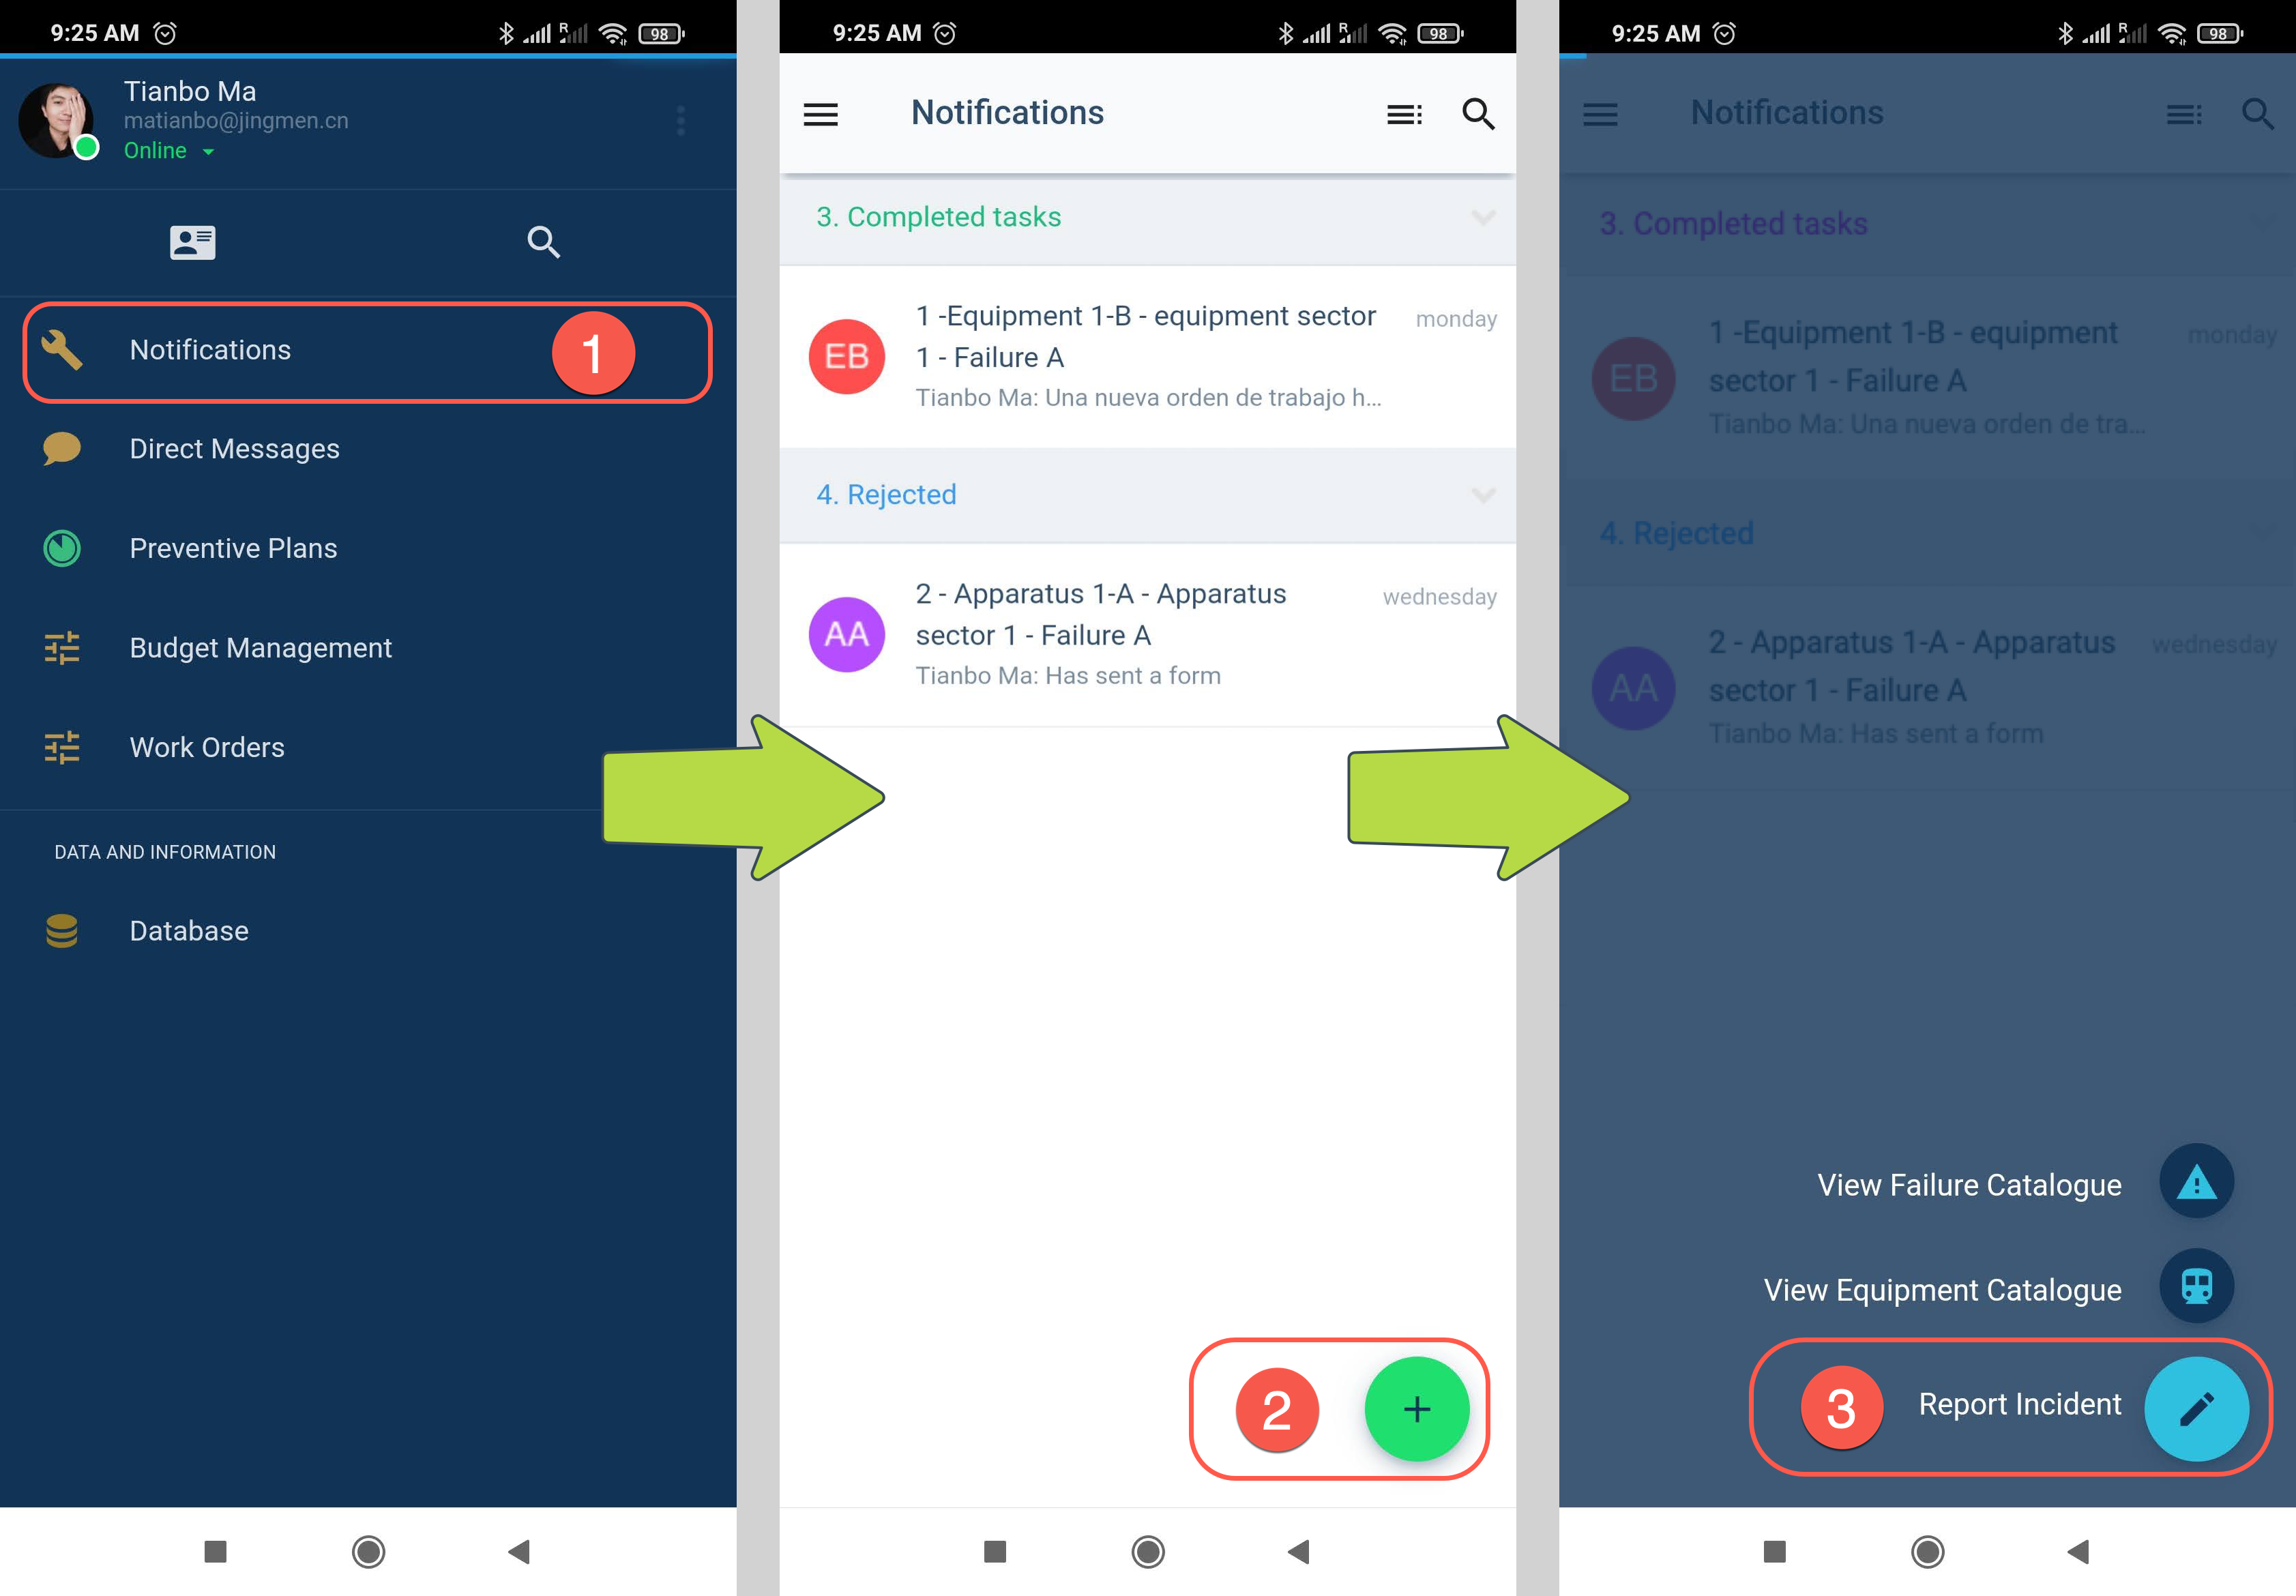 9:25 AM
R
98
Tianbo Ma
matianbo@jingmen.cn
Online
Notifications
1
Direct Messages
Preventive Plans
Budget Management
Work Orders
DATA AND INFORMATION
Database
9:25 AM
R
98
Notifications
3. Completed tasks
EB
1 -Equipment 1-B - equipment sector
monday
1 - Failure A
Tianbo Ma: Una nueva orden de trabajo h...
4. Rejected
AA
2 - Apparatus 1-A - Apparatus
wednesday
sector 1 - Failure A
Tianbo Ma: Has sent a form
2
+
9:25 AM
R
98
Notifications
3. Completed tasks
EB
1 -Equipment 1-B - equipment
monday
sector 1 - Failure A
Tianbo Ma: Una nueva orden de tra...
4. Rejected
AA
2 - Apparatus 1-A - Apparatus
wednesday
sector 1 - Failure A
Tianbo Ma: Has sent a form
View Failure Catalogue
View Equipment Catalogue
3
Report Incident